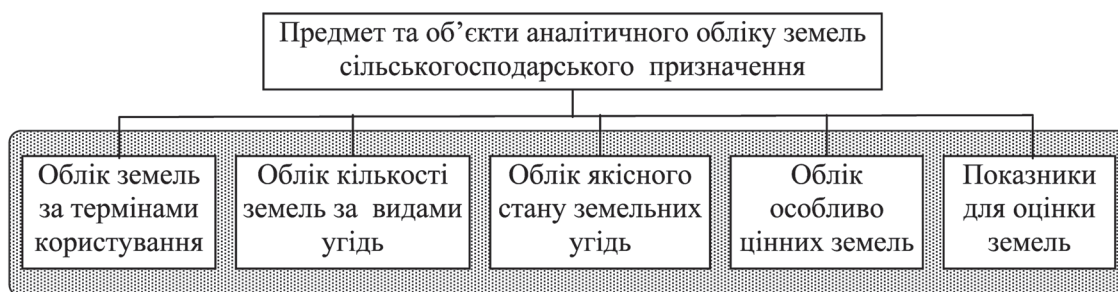 Предмет та об’єкти аналітичного обліку земель
сільськогосподарського призначення
Облік земель
за термінами
користування
Облік кількості
земель за видами
угідь
Облік якісного
стану земельних
угідь
Облік
особливо
цінних земель
Показники
для оцінки
земель